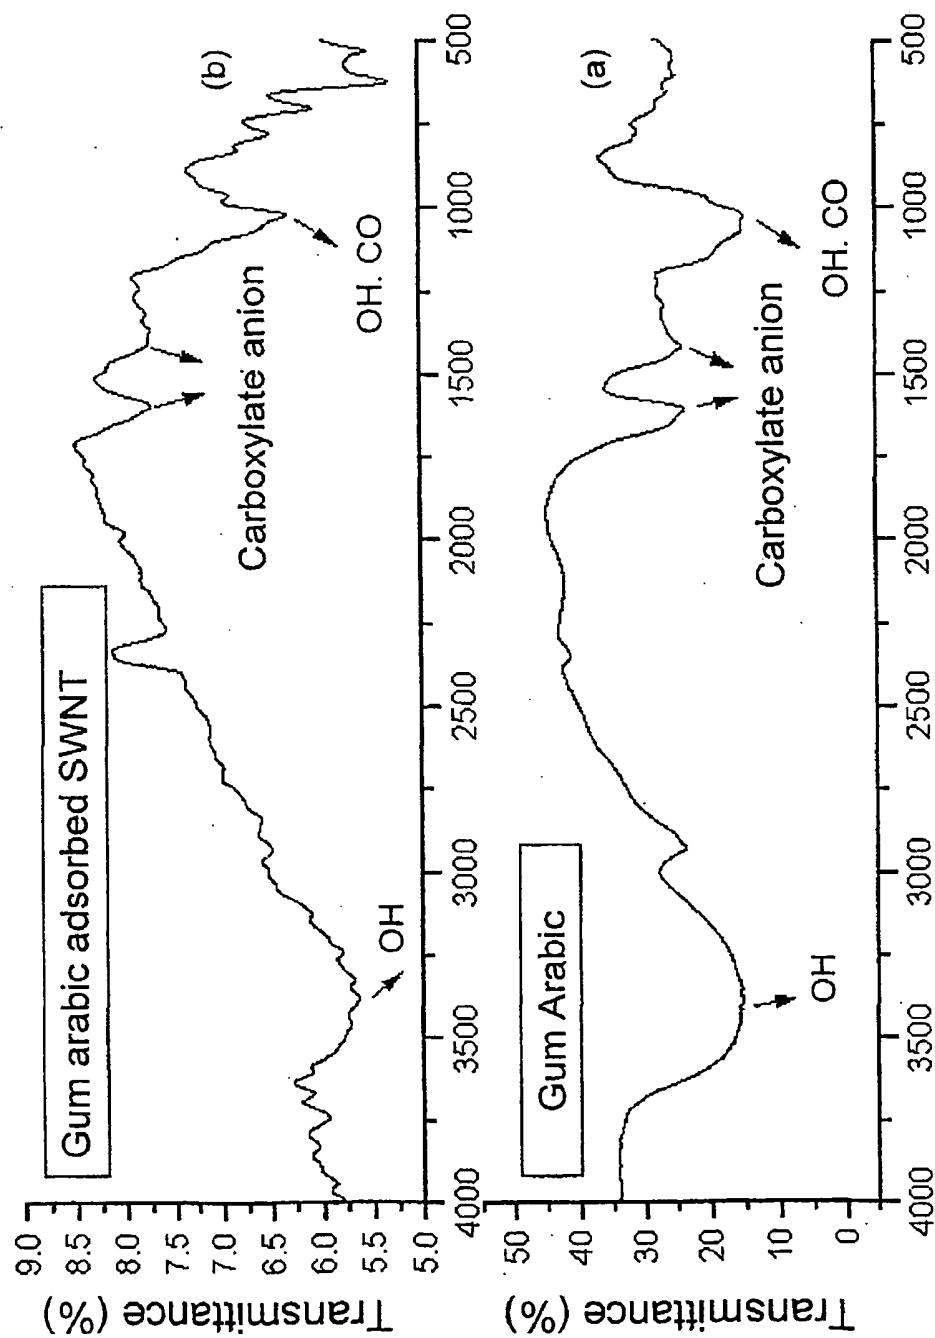 Gum arabic adsorbed SWNT
(b)
Transmittance (%)
9.0
8.5
8.0
7.5
7.0
6.5
6.0
5.5
5.0
OH
Carboxylate anion
OH. CO
4000
3500
3000
2500
2000
1500
1000
500
Gum Arabic
(a)
Transmittance (%)
50
40
30
20
10
0
OH
Carboxylate anion
OH. CO
4000
3500
3000
2500
2000
1500
1000
500